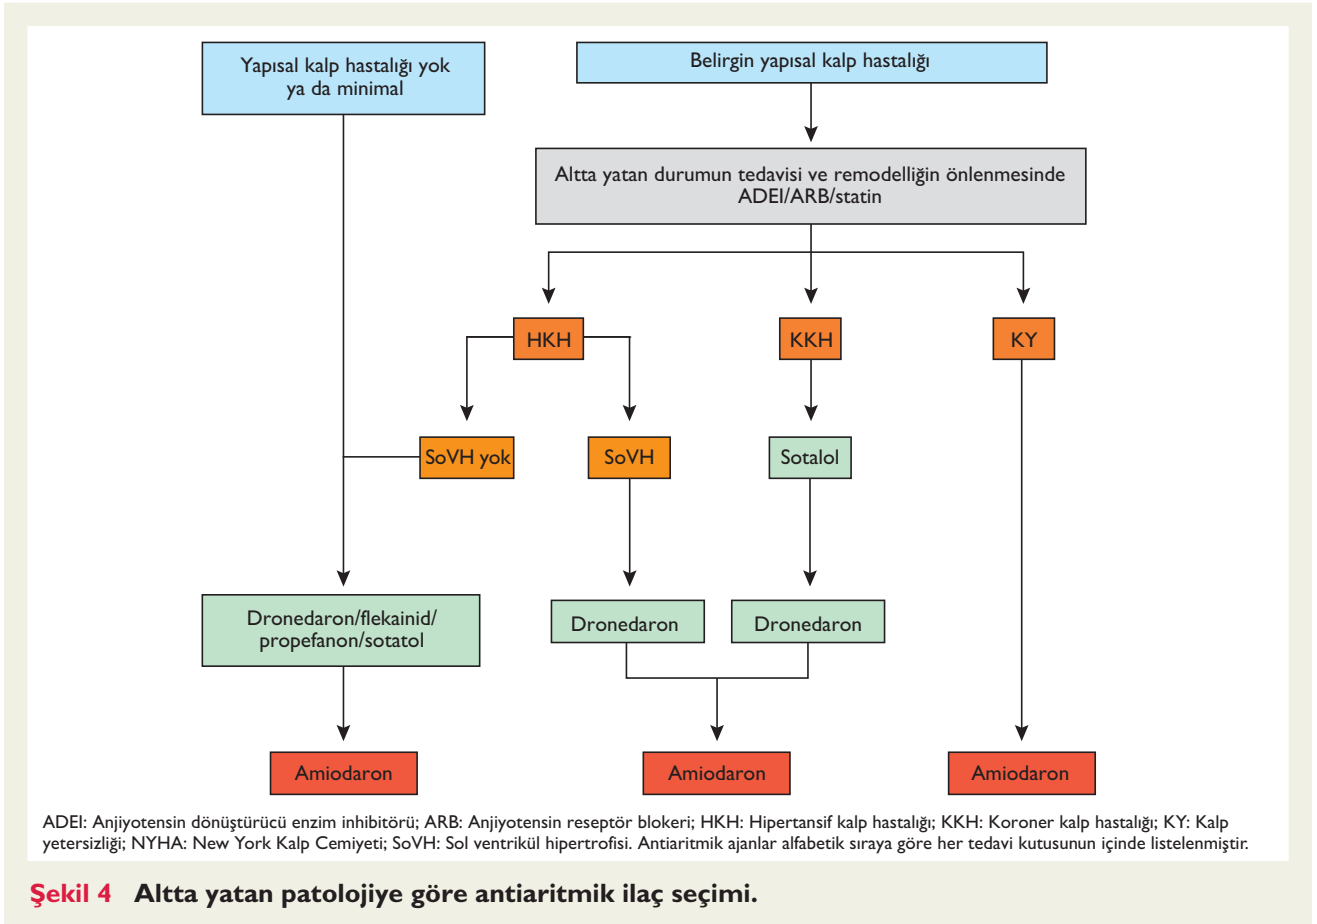 Yapısal kalp hastalığı yok
ya da minimal
Belirgin yapısal kalp hastalığı
Altta yatan durumun tedavisi ve remodelliğin önlenmesinde
ADEI/ARB/statin
HKH
KKH
KY
SoVH yok
SoVH
Sotalol
Dronedaron/flekainid/
propefanon/sotatol
Dronedaron
Dronedaron
Amiodaron
Amiodaron
Amiodaron
ADEI: Anjiyotensin dönüştürücü enzim inhibitörü; ARB: Anjiyotensin reseptör blokeri; HKH: Hipertansif kalp hastalığı; KKH: Koroner kalp hastalığı; KY: Kalp
yetersizliği; NYHA: New York Kalp Cemiyeti; SoVH: Sol ventrikül hipertrofisi. Antiaritmik ajanlar alfabetik sıraya göre her tedavi kutusunun içinde listelenmiştir.
Şekil 4 Altta yatan patolojiye göre antiaritmik ilaç seçimi.